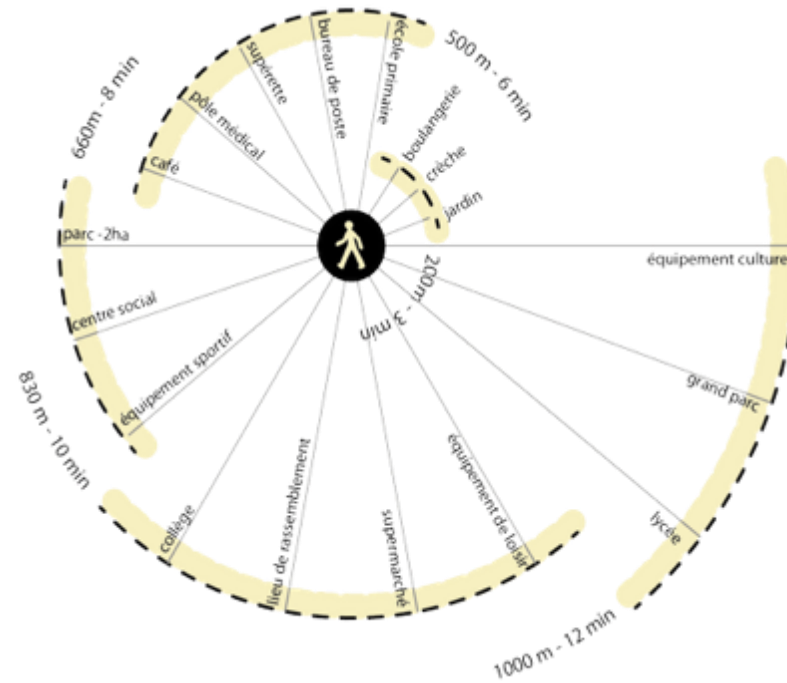 500 m - 6 min
école primaire
bureau de poste
supérette
pôle médical
café
660m - 8 min
parc -2ha
centre social
équipement sportif
830 m - 10 min
collège
lieu de rassemblement
supermarché
équipement de loisir
1000 m - 12 min
lycée
grand parc
équipement culture
200m - 3 min
boulangerie
crèche
jardin